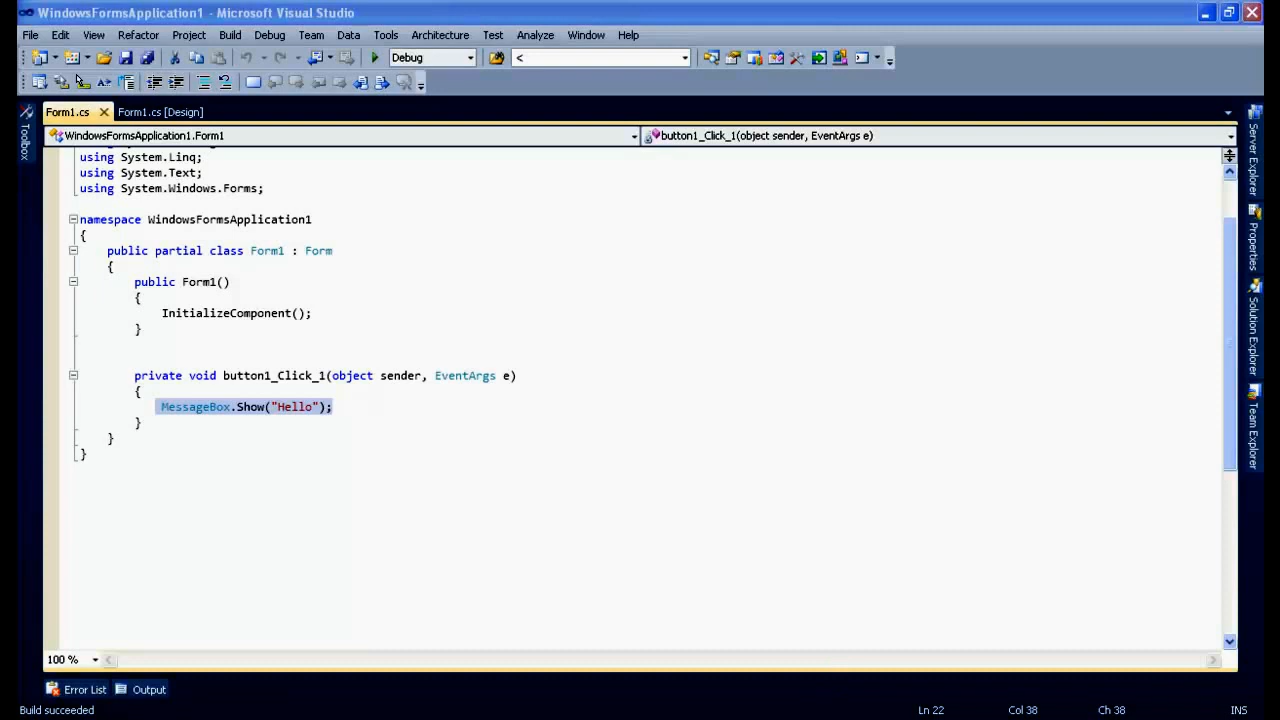 WindowsFormsApplication1 - Microsoft Visual Studio
File Edit View Refactor Project Build Debug Team Data Tools Architecture Test Analyze Window Help
Debug <
Form1.cs Form1.cs [Design]
WindowsFormsApplication1.Form1 button1_Click_1(object sender, EventArgs e)
using System.Linq;
using System.Text;
using System.Windows.Forms;
namespace WindowsFormsApplication1
{
public partial class Form1 : Form
{
public Form1()
{
InitializeComponent();
}
private void button1_Click_1(object sender, EventArgs e)
{
MessageBox.Show("Hello");
}
}
}
100 %
Error List Output
Build succeeded Ln 22 Col 38 Ch 38 INS
Toolbox
Server Explorer
Properties
Solution Explorer
Team Explorer